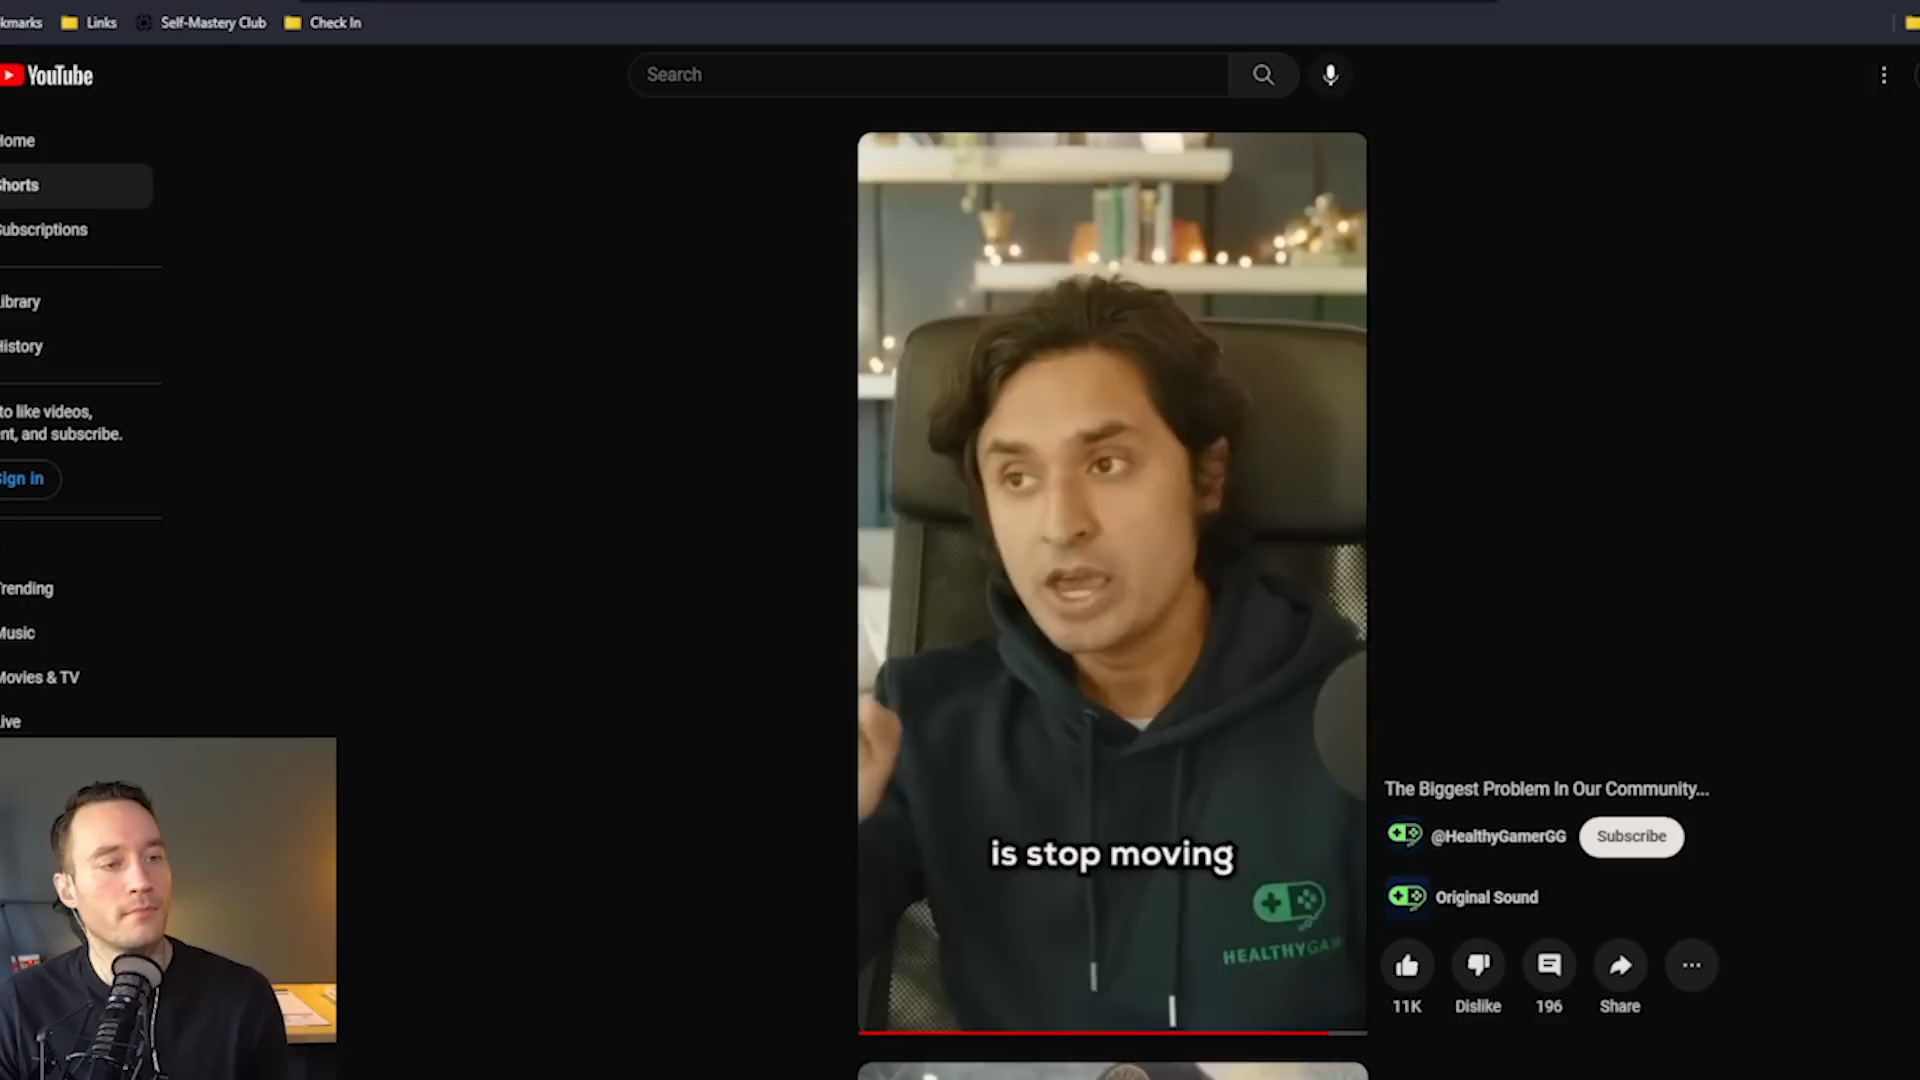 kmarks Links Self-Mastery Club Check In
YouTube
Search
Home
Shorts
Subscriptions
Library
History
to like videos,
nt, and subscribe.
Sign in
Trending
Music
Movies & TV
Live
is stop moving
HEALTHYGAM
The Biggest Problem In Our Community...
@HealthyGamerGG Subscribe
Original Sound
11K Dislike 196 Share